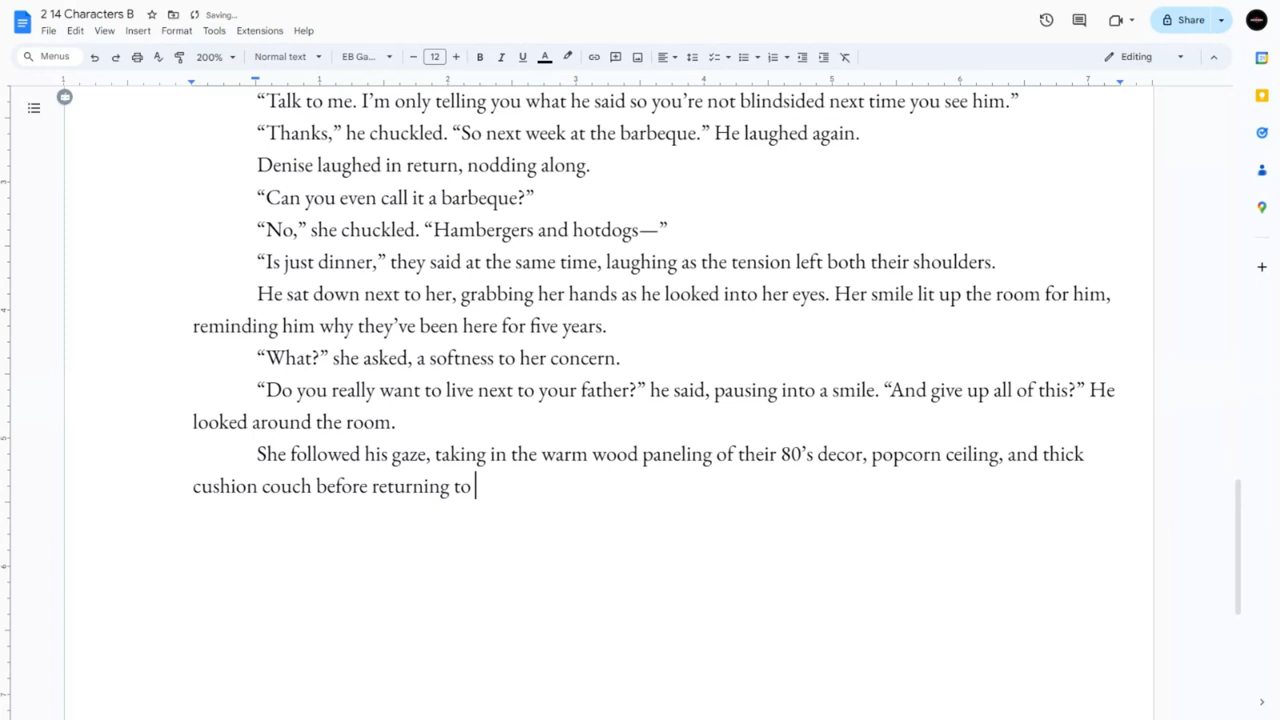 2 14 Characters B Saving...
File Edit View Insert Format Tools Extensions Help
Share
Menus 200% Normal text EB Ga... 12 B I U A Editing
1 1 2 3 4 5 6 7
“Talk to me. I’m only telling you what he said so you’re not blindsided next time you see him.”
“Thanks,” he chuckled. “So next week at the barbeque.” He laughed again.
Denise laughed in return, nodding along.
“Can you even call it a barbeque?”
“No,” she chuckled. “Hambergers and hotdogs—”
“Is just dinner,” they said at the same time, laughing as the tension left both their shoulders.
He sat down next to her, grabbing her hands as he looked into her eyes. Her smile lit up the room for him,
reminding him why they’ve been here for five years.
“What?” she asked, a softness to her concern.
“Do you really want to live next to your father?” he said, pausing into a smile. “And give up all of this?” He
looked around the room.
She followed his gaze, taking in the warm wood paneling of their 80’s decor, popcorn ceiling, and thick
cushion couch before returning to